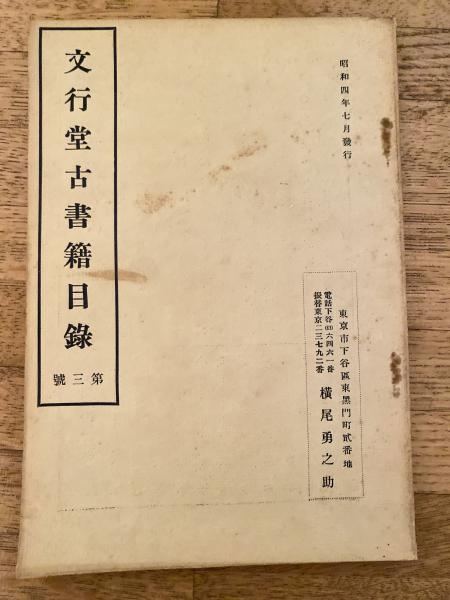 昭和四年七月發行
文行堂古書籍目錄
第三號
東京市下谷區東黑門町貳番地
橫尾勇之助
電話下谷(83)六四六一番
振替東京二三七九二番